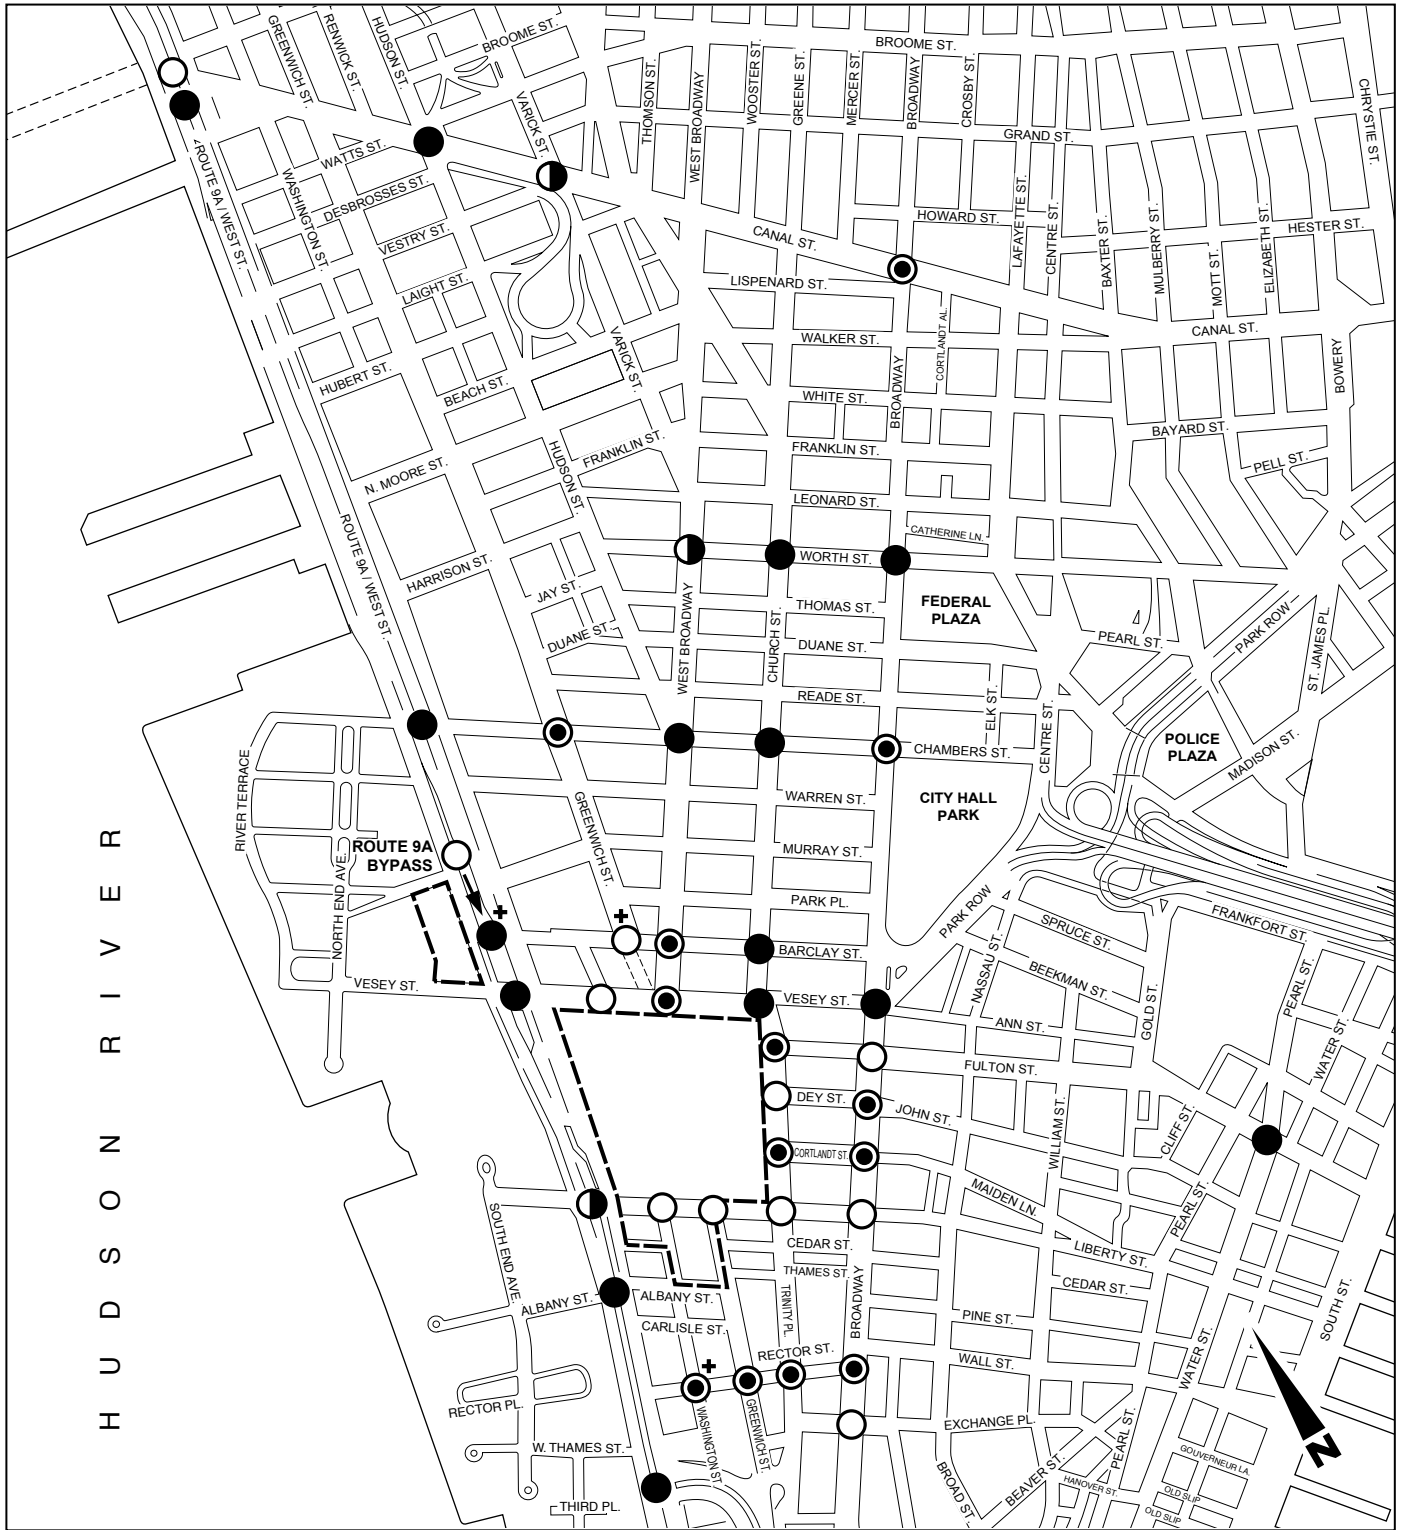 GREENWICH ST.
RENWICK ST.
HUDSON ST.
BROOME ST.
VARICK ST.
THOMSON ST.
WEST BROADWAY
WOOSTER ST.
GREENE ST.
MERCER ST.
BROADWAY
CROSBY ST.
BROOME ST.
CHRYSTIE ST.
GRAND ST.
WATTS ST.
ROUTE 9A / WEST ST.
WASHINGTON ST.
DESBROSSES ST.
VESTRY ST.
LAIGHT ST.
CANAL ST.
HOWARD ST.
LAFAYETTE ST.
CENTRE ST.
BAXTER ST.
MULBERRY ST.
MOTT ST.
ELIZABETH ST.
HESTER ST.
LISPENARD ST.
CORTLANDT AL.
CANAL ST.
WALKER ST.
HUBERT ST.
BEACH ST.
VARICK ST.
BROADWAY
BOWERY
WHITE ST.
BAYARD ST.
N. MOORE ST.
HUDSON ST.
FRANKLIN ST.
FRANKLIN ST.
PELL ST.
LEONARD ST.
CATHERINE LN.
ROUTE 9A / WEST ST.
HARRISON ST.
WORTH ST.
JAY ST.
WEST BROADWAY
CHURCH ST.
THOMAS ST.
FEDERAL
PLAZA
DUANE ST.
DUANE ST.
PEARL ST.
PARK ROW
ST. JAMES PL.
READE ST.
ELK ST.
CENTRE ST.
CHAMBERS ST.
POLICE
PLAZA
MADISON ST.
RIVER TERRACE
GREENWICH ST.
WARREN ST.
CITY HALL
PARK
ROUTE 9A
BYPASS
NORTH END AVE.
MURRAY ST.
PARK PL.
PARK ROW
SPRUCE ST.
FRANKFORT ST
BARCLAY ST.
NASSAU ST.
BEEKMAN ST.
VESEY ST.
VESEY ST.
ANN ST.
GOLD ST.
PEARL ST.
WATER ST.
FULTON ST.
DEY ST.
JOHN ST.
WILLIAM ST.
CLIFF ST.
CORTLANDT ST.
MAIDEN LN.
PEARL ST.
SOUTH END AVE.
CEDAR ST.
LIBERTY ST.
THAMES ST.
CEDAR ST.
ALBANY ST.
ALBANY ST.
TRINITY PL.
BROADWAY
SOUTH ST.
CARLISLE ST.
PINE ST.
RECTOR ST.
WALL ST.
WATER ST.
RECTOR PL.
WASHINGTON ST
GREENWICH ST.
EXCHANGE PL.
PEARL ST.
N
W. THAMES ST.
BROAD ST.
BEAVER ST.
HANOVER ST.
GOUVERNEUR LA.
OLD SLIP
OLD SLIP
THIRD PL.
HUDSON RIVER